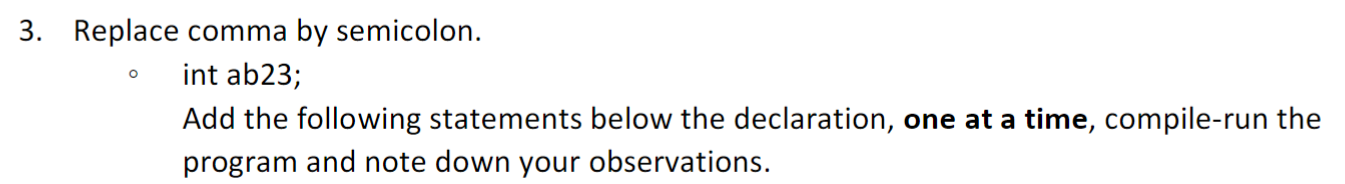 3. Replace comma by semicolon.
◦ int ab23;
Add the following statements below the declaration, one at a time, compile-run the
program and note down your observations.